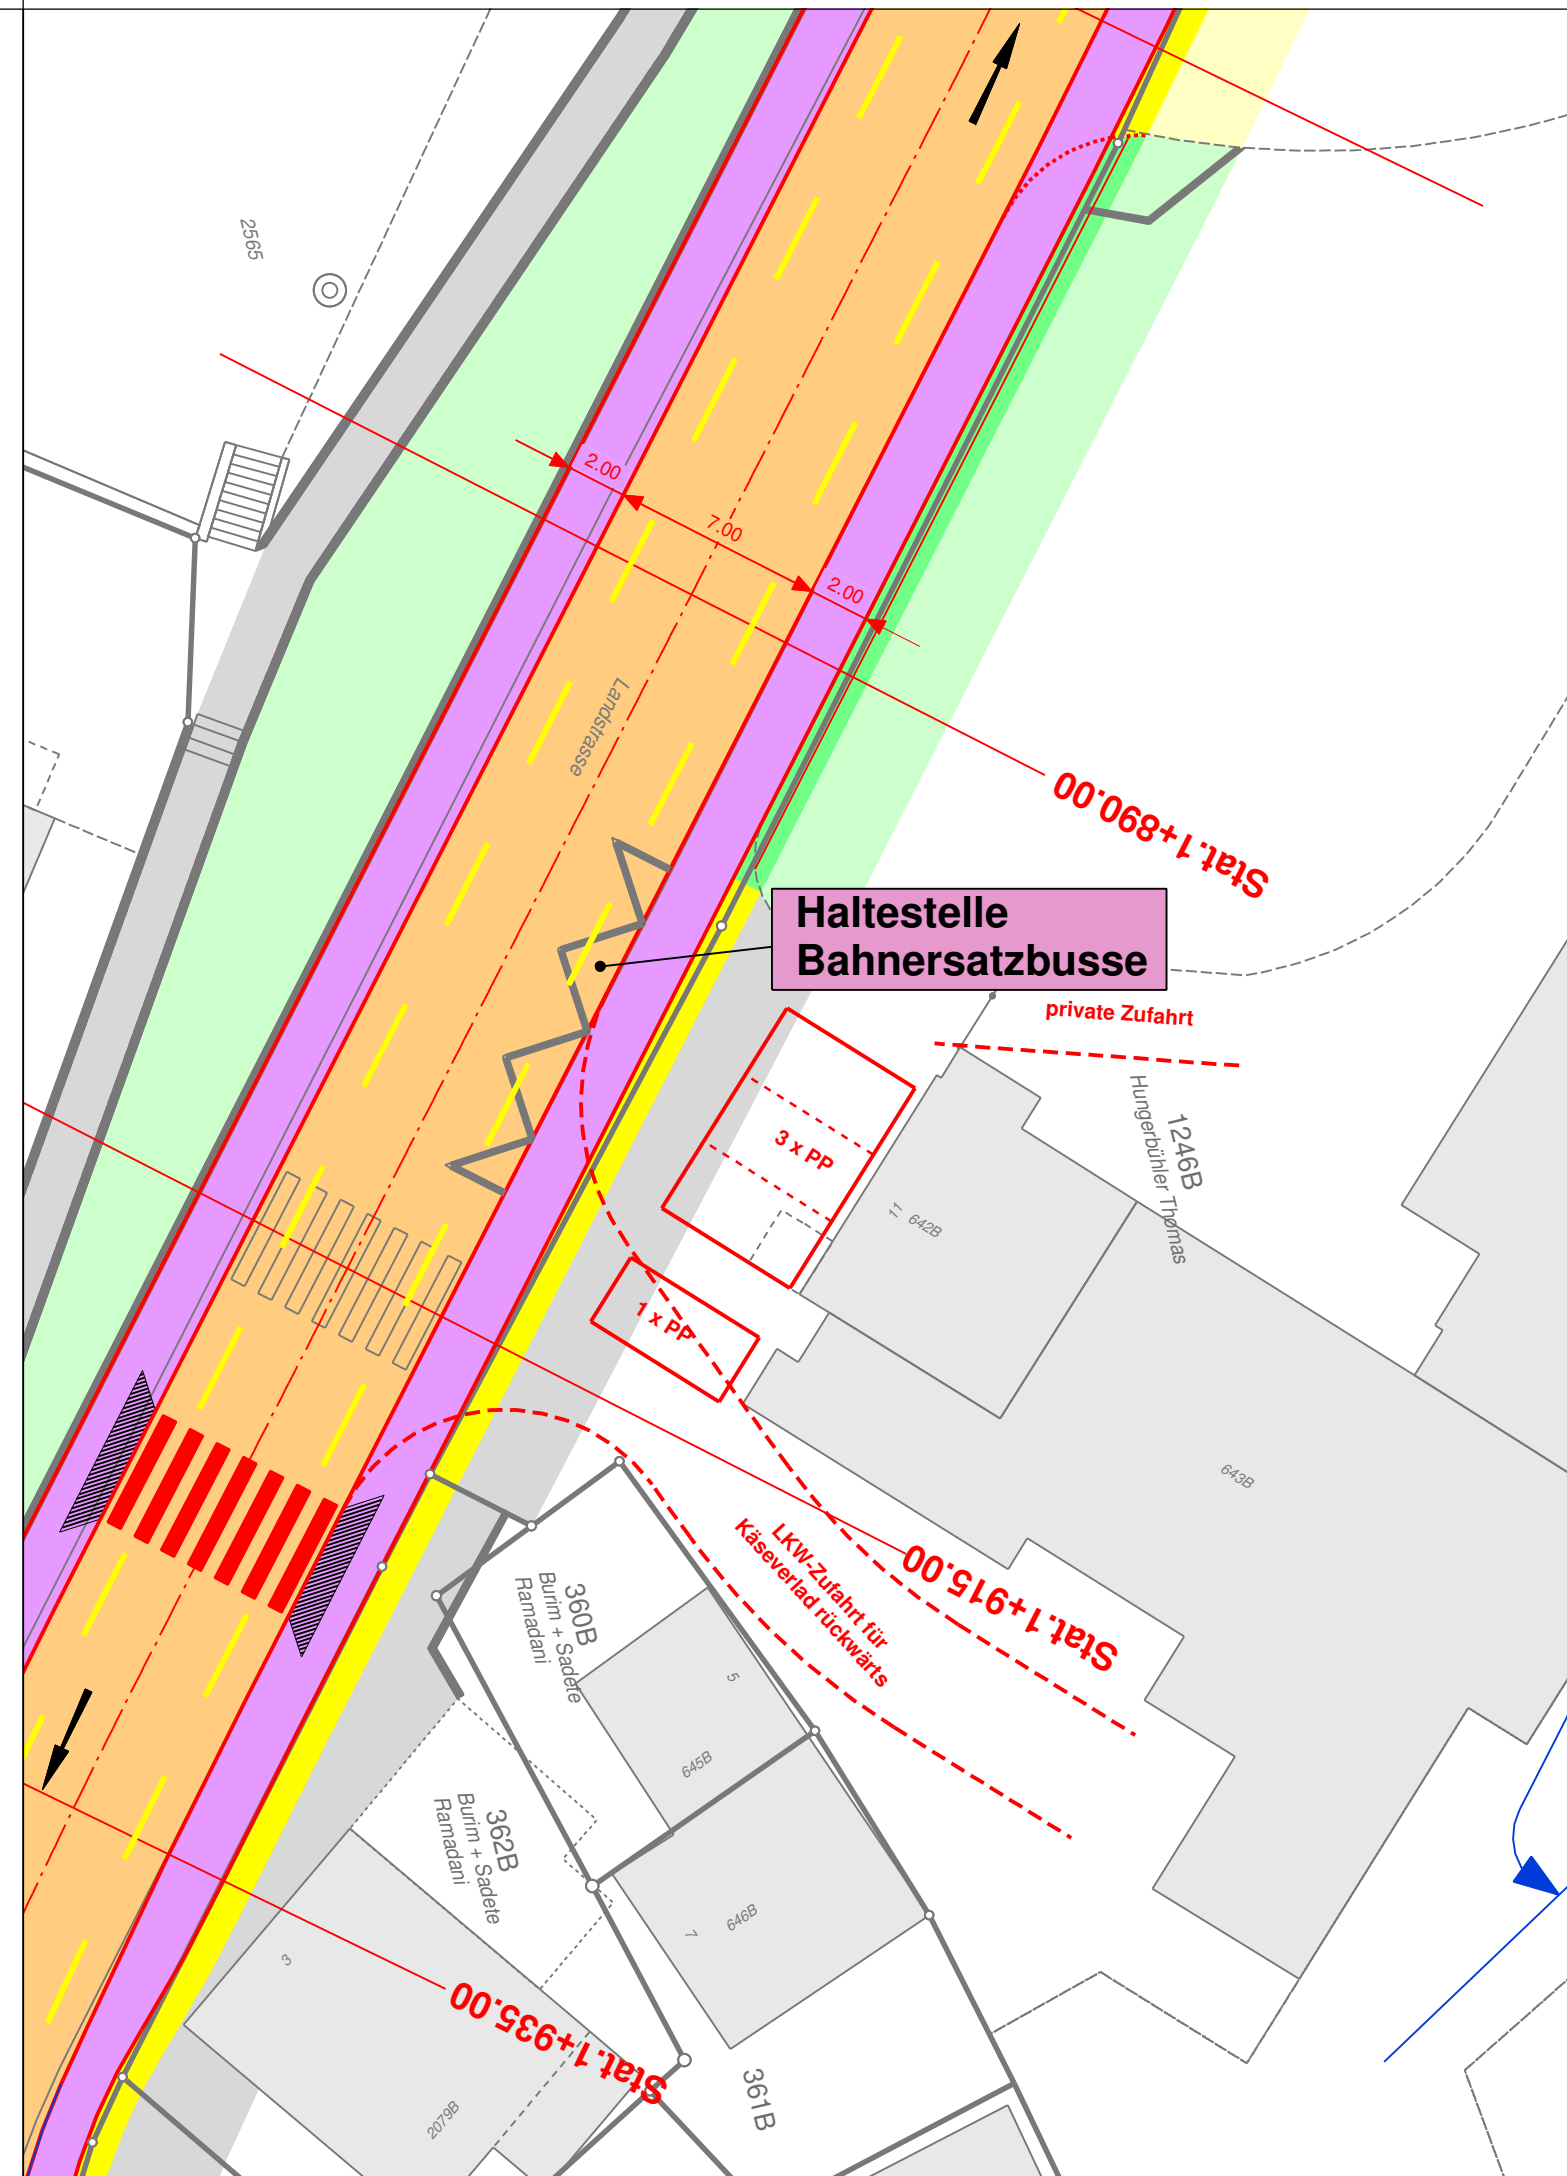 2565
2.00
7.00
2.00
Landstrasse
Stat.1+890.00
Haltestelle
Bahnersatzbusse
private Zufahrt
3 x PP
1246B
Hungerbühler Thomas
11
642B
1 x PP
643B
LKW-Zufahrt für
Käseverlad rückwärts
Stat.1+915.00
360B
Burim + Sadete
Ramadani
5
645B
362B
Burim + Sadete
Ramadani
7
646B
3
Stat.1+935.00
2079B
361B